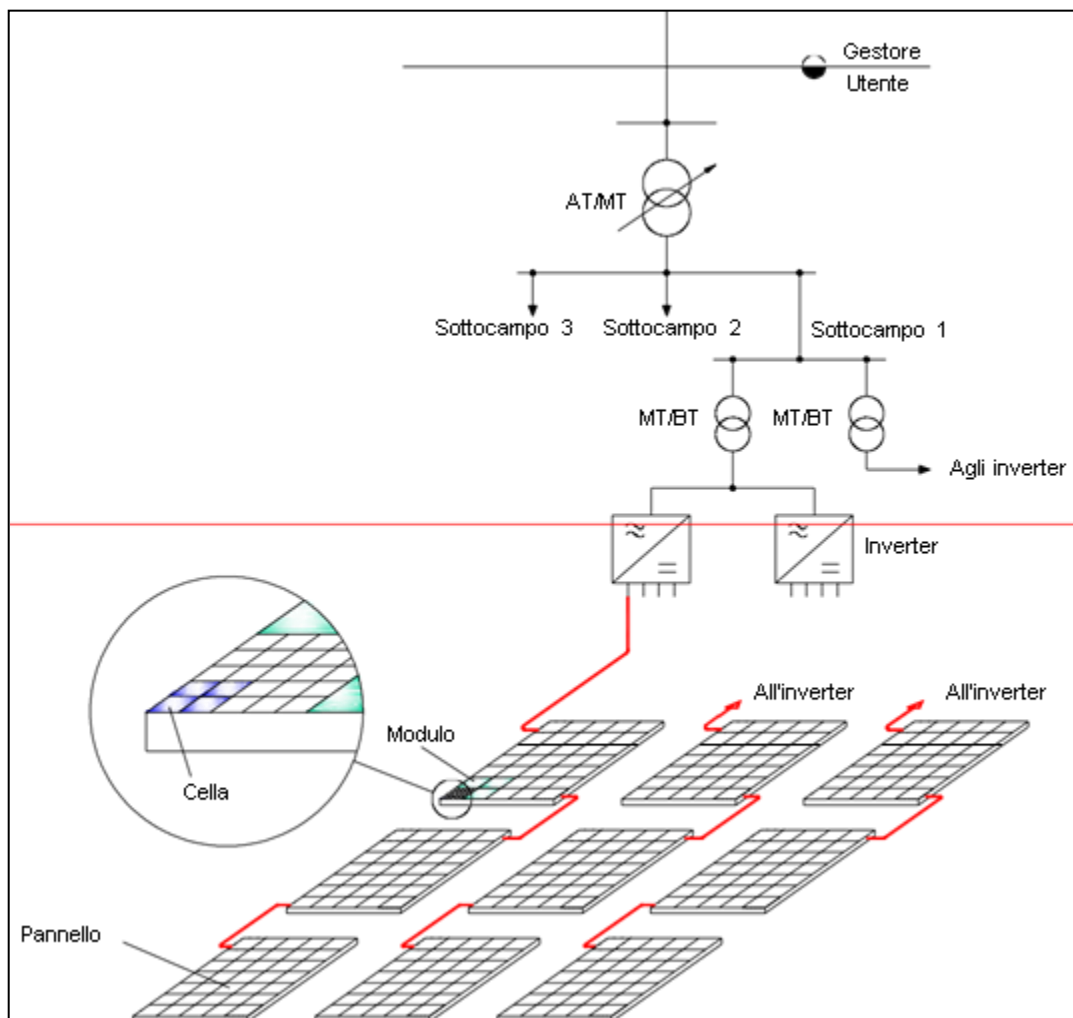 Gestore
Utente
AT/MT
Sottocampo 3
Sottocampo 2
Sottocampo 1
MT/BT
MT/BT
Agli inverter
Inverter
All'inverter
All'inverter
Modulo
Cella
Pannello